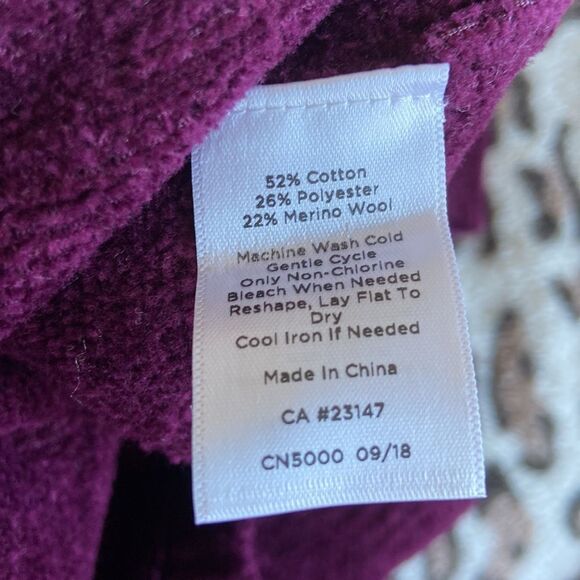 52% Cotton
26% Polyester
22% Merino Wool
Machine Wash Cold
Gentle Cycle
Only Non-Chlorine
Bleach When Needed
Reshape, Lay Flat To
Dry
Cool Iron If Needed
Made In China
CA #23147
CN5000 09/18